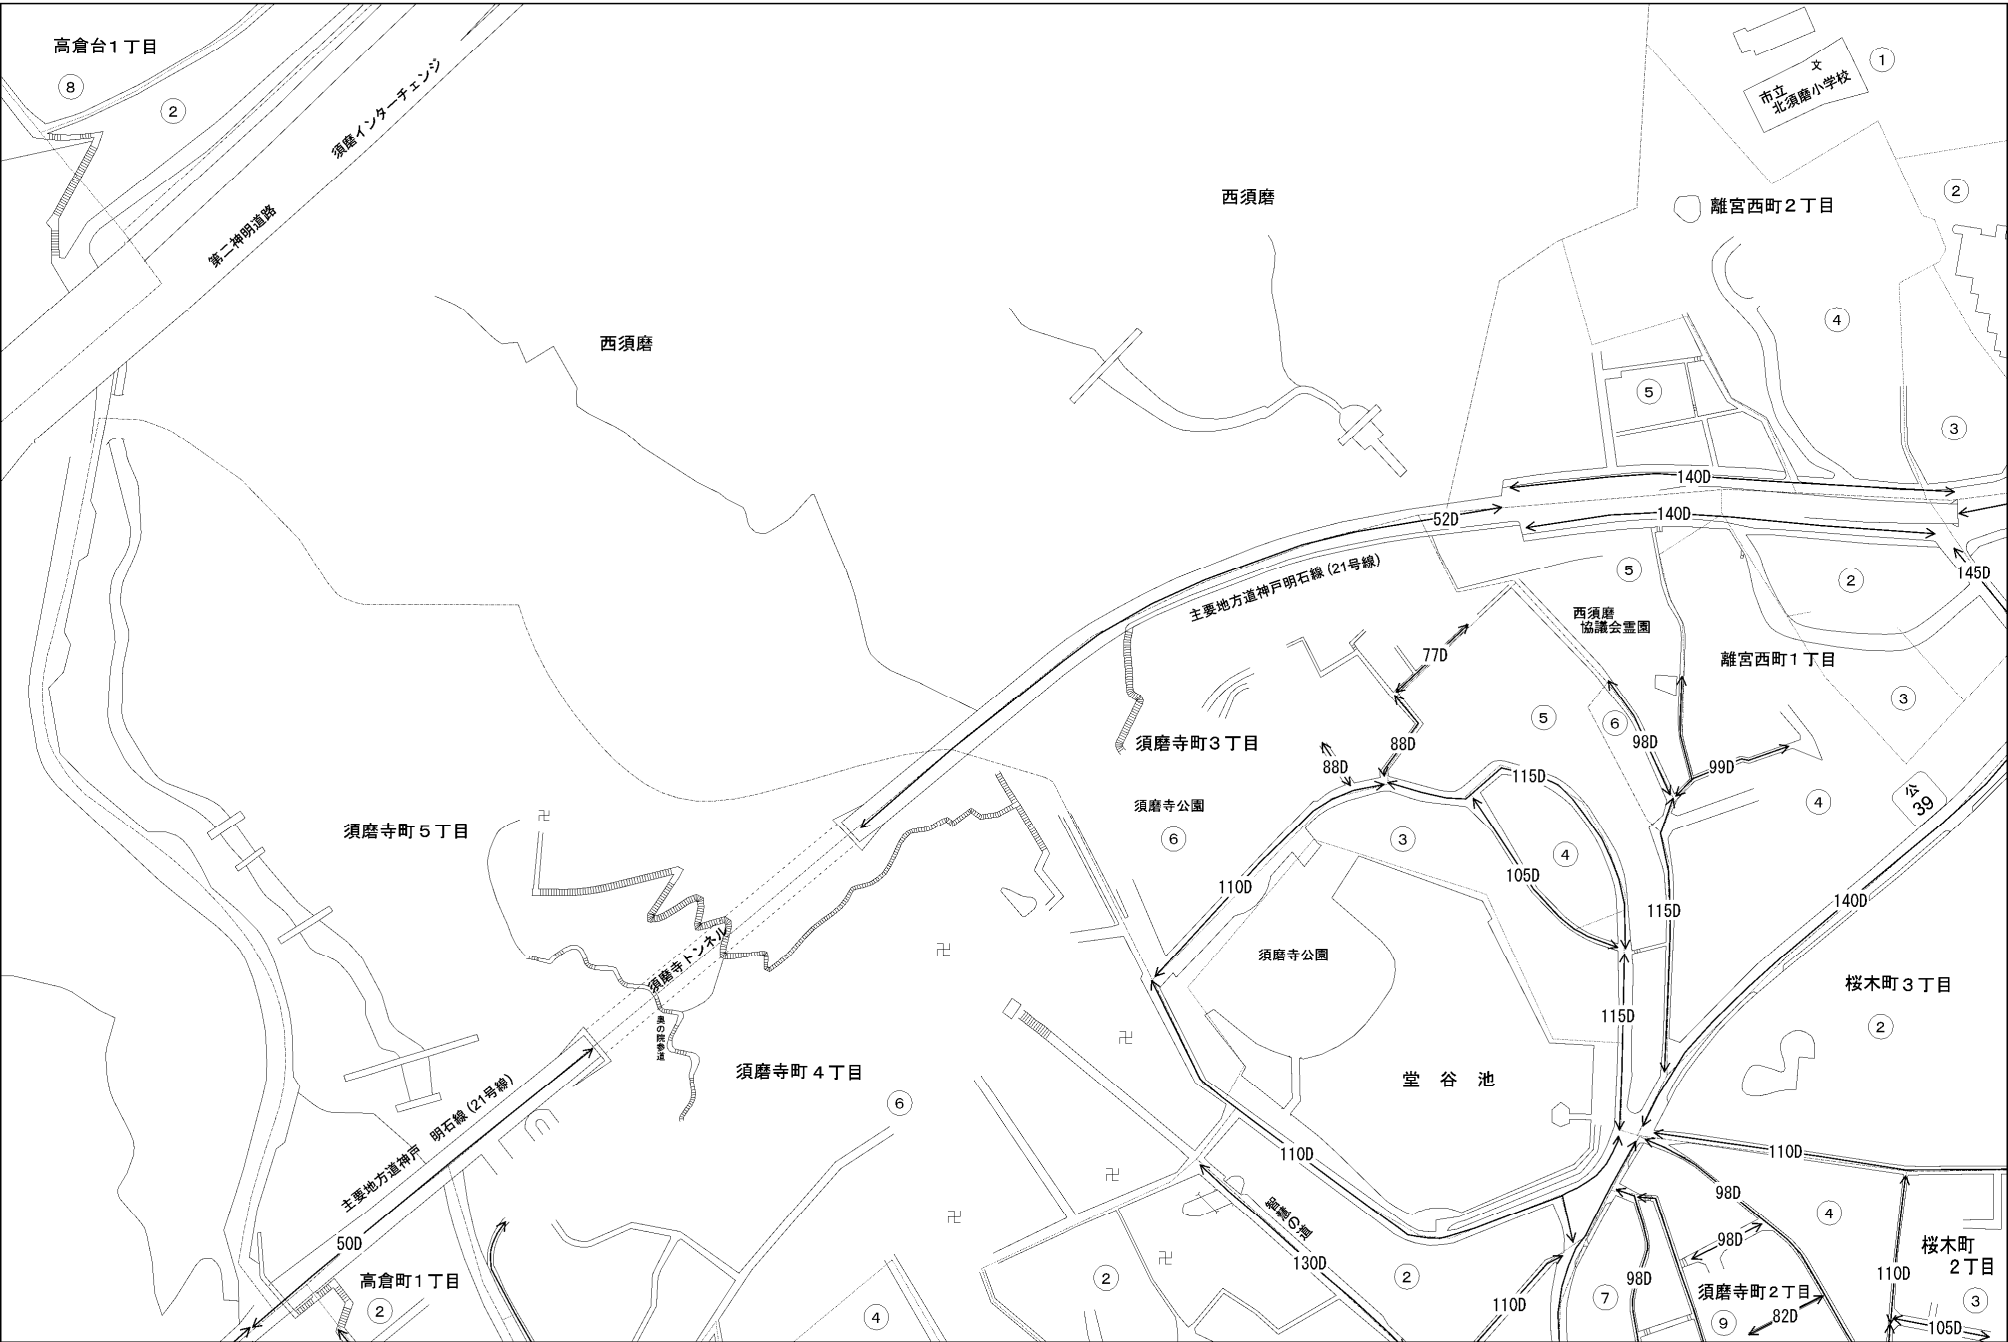 高倉台1丁目
8
2
須磨インターチェンジ
第二神明道路
西須磨
西須磨
文
市立
北須磨小学校
1
2
離宮西町2丁目
4
5
3
140D
140D
52D
主要地方道神戸明石線(21号線)
5
2
145D
西須磨
協議会霊園
離宮西町1丁目
3
77D
88D
88D
須磨寺町3丁目
5
6
98D
99D
115D
須磨寺公園
6
3
4
105D
4
公
39
110D
115D
140D
須磨寺町5丁目
卍
須磨寺トンネル
卍
須磨寺公園
桜木町3丁目
2
115D
奥の院参道
卍
須磨寺町4丁目
6
堂谷池
主要地方道神戸 明石線(21号線)
50D
110D
110D
卍
卍
卍
智慧の道
130D
98D
98D
4
桜木町
2丁目
3
110D
105D
高倉町1丁目
2
4
2
2
110D
7
98D
須磨寺町2丁目
9
82D